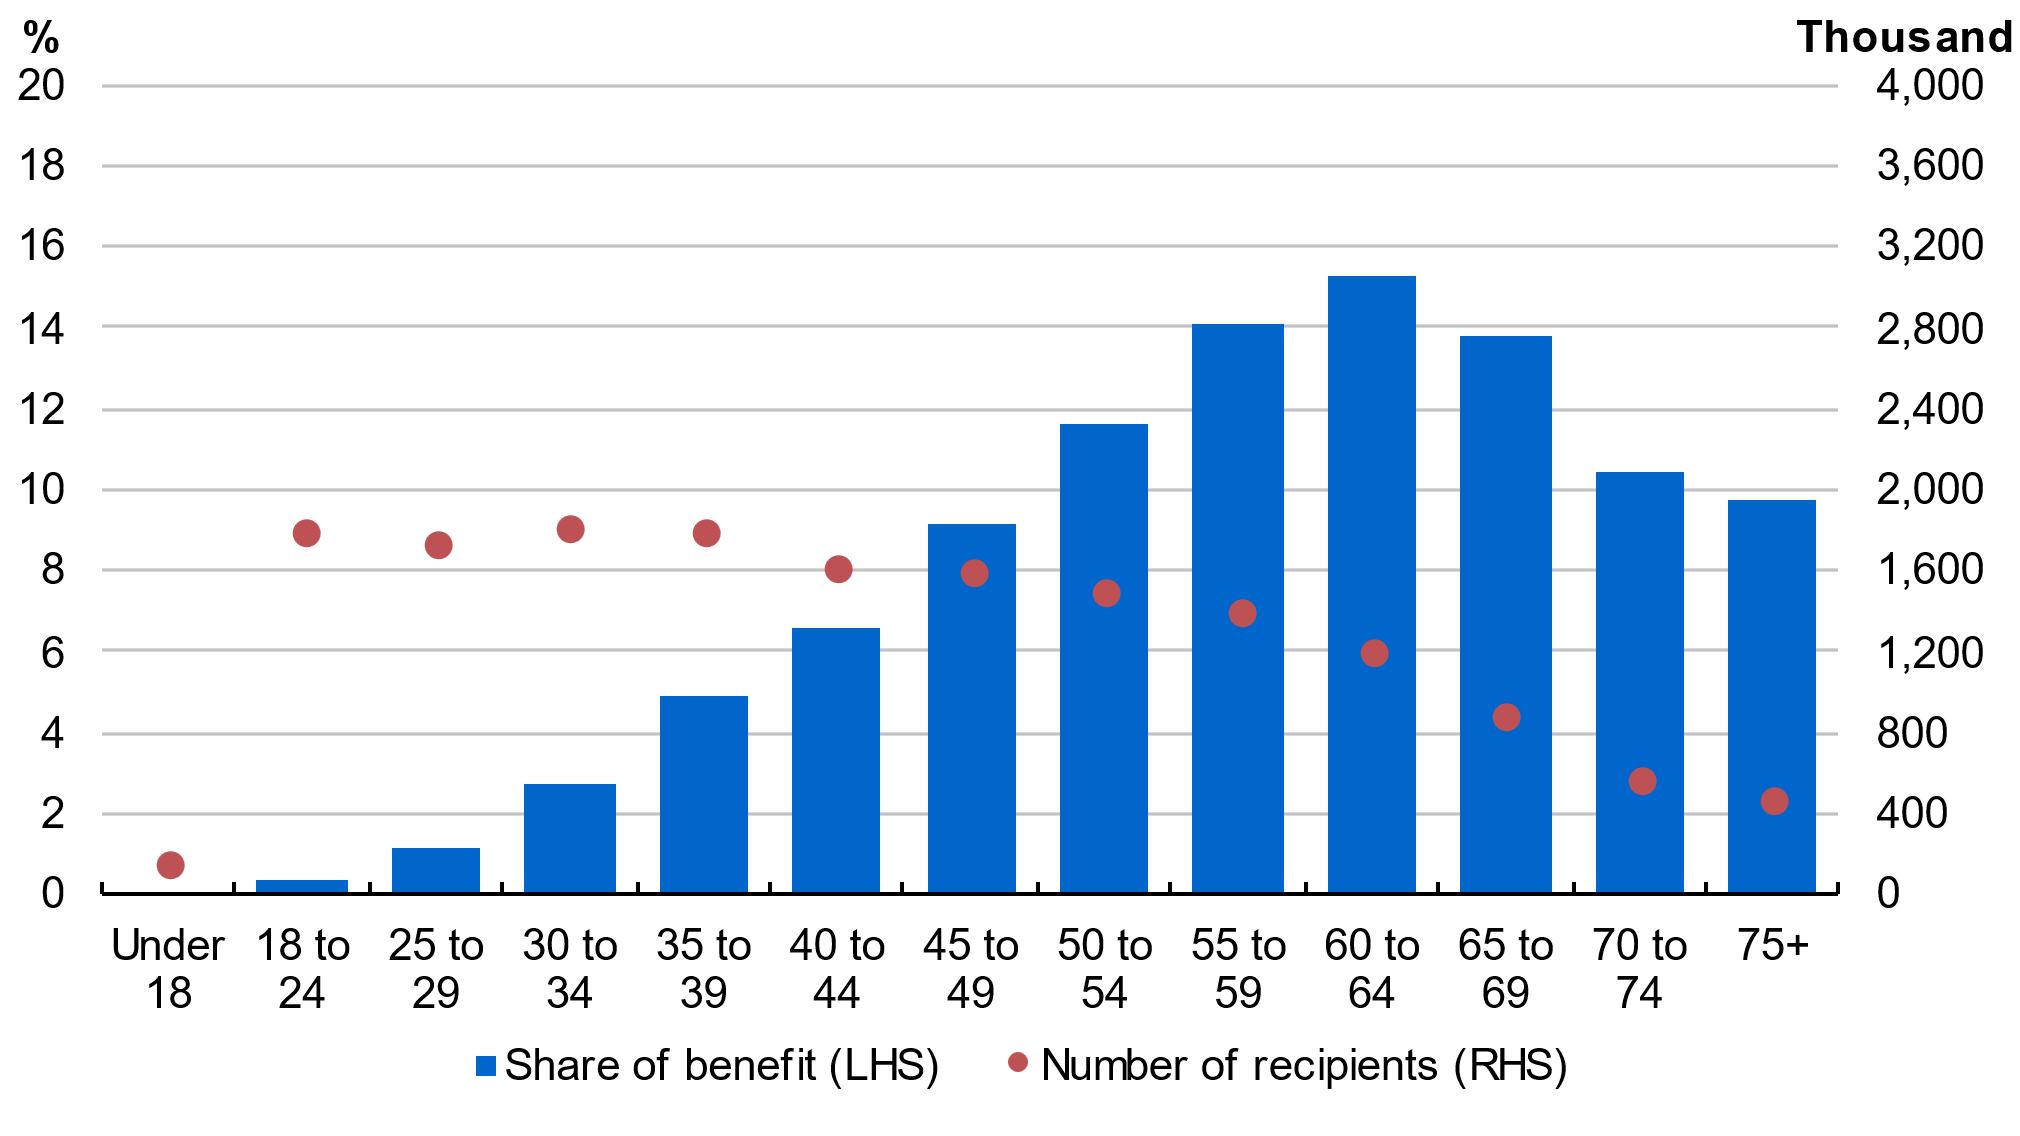 % Thousand
20 4,000
18 3,600
16 3,200
14 2,800
12 2,400
10 2,000
8 1,600
6 1,200
4 800
2 400
0 0
Under 18 to 25 to 30 to 35 to 40 to 45 to 50 to 55 to 60 to 65 to 70 to 75+
18 24 29 34 39 44 49 54 59 64 69 74
Share of benefit (LHS) Number of recipients (RHS)